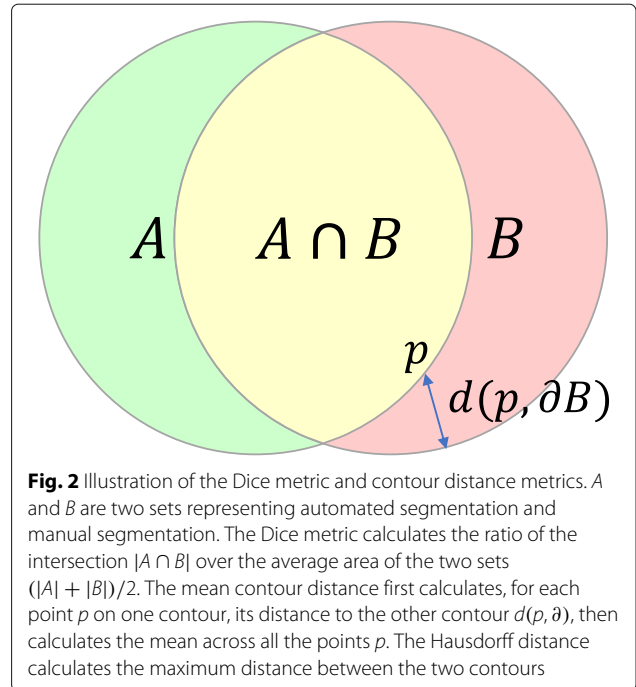 A
A ∩ B
B
p
d(p, ∂B)
Fig. 2 Illustration of the Dice metric and contour distance metrics. A
and B are two sets representing automated segmentation and
manual segmentation. The Dice metric calculates the ratio of the
intersection |A ∩ B| over the average area of the two sets
(|A| + |B|)/2. The mean contour distance first calculates, for each
point p on one contour, its distance to the other contour d(p, ∂), then
calculates the mean across all the points p. The Hausdorff distance
calculates the maximum distance between the two contours